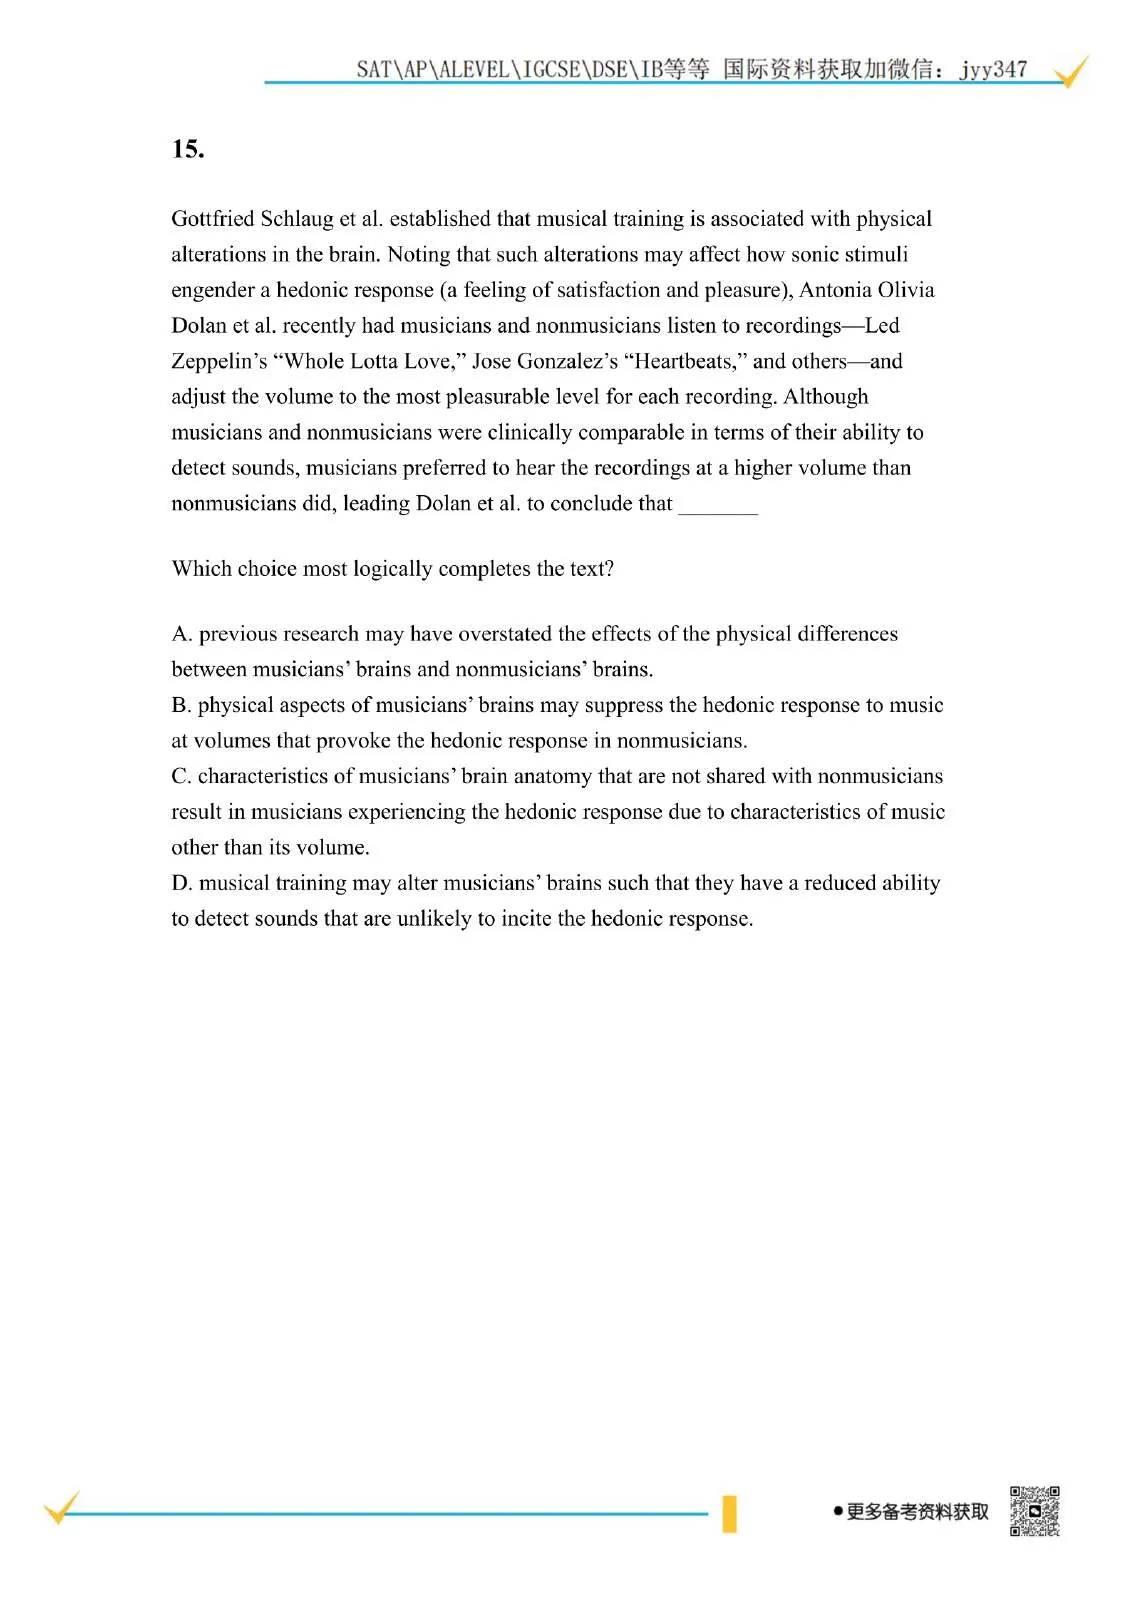 SAT\AP\ALEVEL\IGCSE\DSE\IB等等 国际资料获取加微信：jyy347
15.
Gottfried Schlaug et al. established that musical training is associated with physical
alterations in the brain. Noting that such alterations may affect how sonic stimuli
engender a hedonic response (a feeling of satisfaction and pleasure), Antonia Olivia
Dolan et al. recently had musicians and nonmusicians listen to recordings—Led
Zeppelin’s “Whole Lotta Love,” Jose Gonzalez’s “Heartbeats,” and others—and
adjust the volume to the most pleasurable level for each recording. Although
musicians and nonmusicians were clinically comparable in terms of their ability to
detect sounds, musicians preferred to hear the recordings at a higher volume than
nonmusicians did, leading Dolan et al. to conclude that _______
Which choice most logically completes the text?
A. previous research may have overstated the effects of the physical differences
between musicians’ brains and nonmusicians’ brains.
B. physical aspects of musicians’ brains may suppress the hedonic response to music
at volumes that provoke the hedonic response in nonmusicians.
C. characteristics of musicians’ brain anatomy that are not shared with nonmusicians
result in musicians experiencing the hedonic response due to characteristics of music
other than its volume.
D. musical training may alter musicians’ brains such that they have a reduced ability
to detect sounds that are unlikely to incite the hedonic response.
●更多备考资料获取